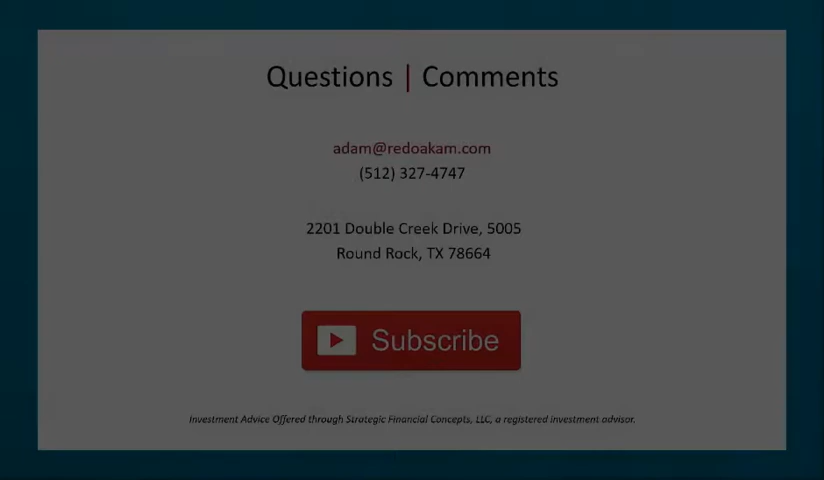 Questions | Comments
adam@redoakam.com
(512) 327-4747
2201 Double Creek Drive, 5005
Round Rock, TX 78664
Subscribe
Investment Advice Offered through Strategic Financial Concepts, LLC, a registered investment advisor.